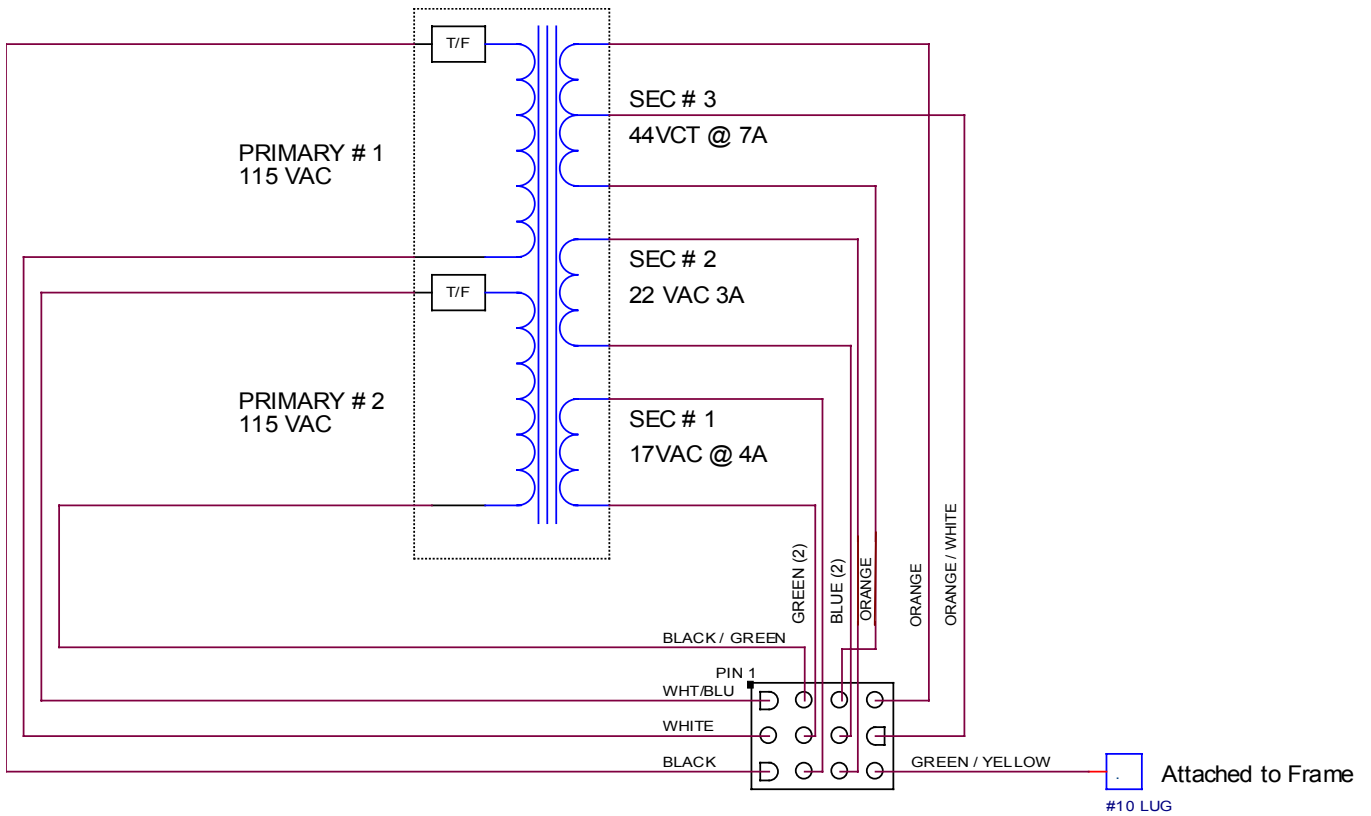 T/F
SEC # 3
44VCT @ 7A
PRIMARY # 1
115 VAC
SEC # 2
22 VAC 3A
T/F
PRIMARY # 2
115 VAC
SEC # 1
17VAC @ 4A
GREEN (2)
BLUE (2)
ORANGE
ORANGE
ORANGE / WHITE
BLACK / GREEN
PIN 1
WHT/BLU
WHITE
BLACK
GREEN / YELLOW
Attached to Frame
#10 LUG